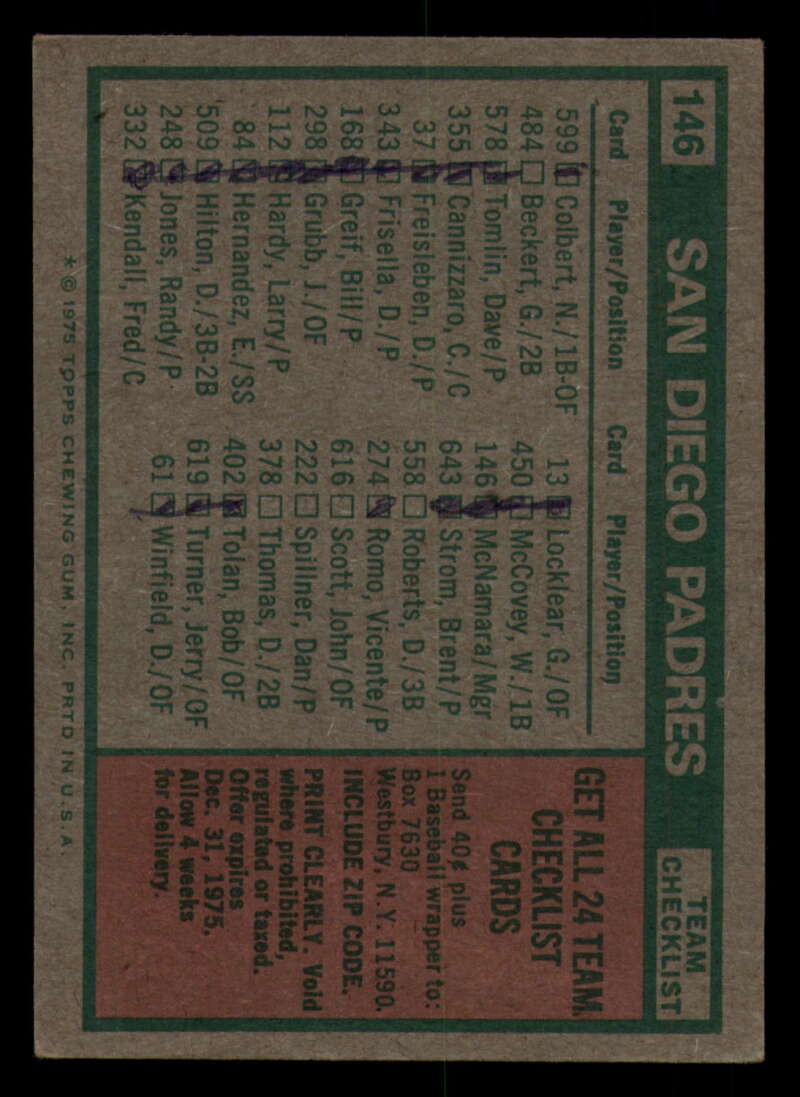 146 SAN DIEGO PADRES TEAM CHECKLIST
Card Player/Position Card Player/Position
599 Colbert, N./1B-OF
484 Beckert, G./2B
578 Tomlin, Dave/P
355 Cannizzaro, C./C
37 Freisleben, D./P
343 Frisella, D./P
168 Greif, Bill/P
298 Grubb, J./OF
112 Hardy, Larry/P
84 Hernandez, E./SS
509 Hilton, D./3B-2B
248 Jones, Randy/P
332 Kendall, Fred/C
13 Locklear, G./OF
450 McCovey, W./1B
146 McNamara/Mgr
643 Strom, Brent/P
558 Roberts, D./3B
274 Romo, Vicente/P
616 Scott, John/OF
222 Spillner, Dan/P
378 Thomas, D./2B
402 Tolan, Bob/OF
619 Turner, Jerry/OF
61 Winfield, D./OF
GET ALL 24 TEAM
CHECKLIST
CARDS
Send 40¢ plus
1 Baseball wrapper to:
Box 7630
Westbury, N.Y. 11590.
INCLUDE ZIP CODE.
PRINT CLEARLY. Void
where prohibited,
regulated or taxed.
Offer expires
Dec. 31, 1975.
Allow 4 weeks
for delivery.
* © 1975 TOPPS CHEWING GUM, INC. PRTD IN U.S.A.